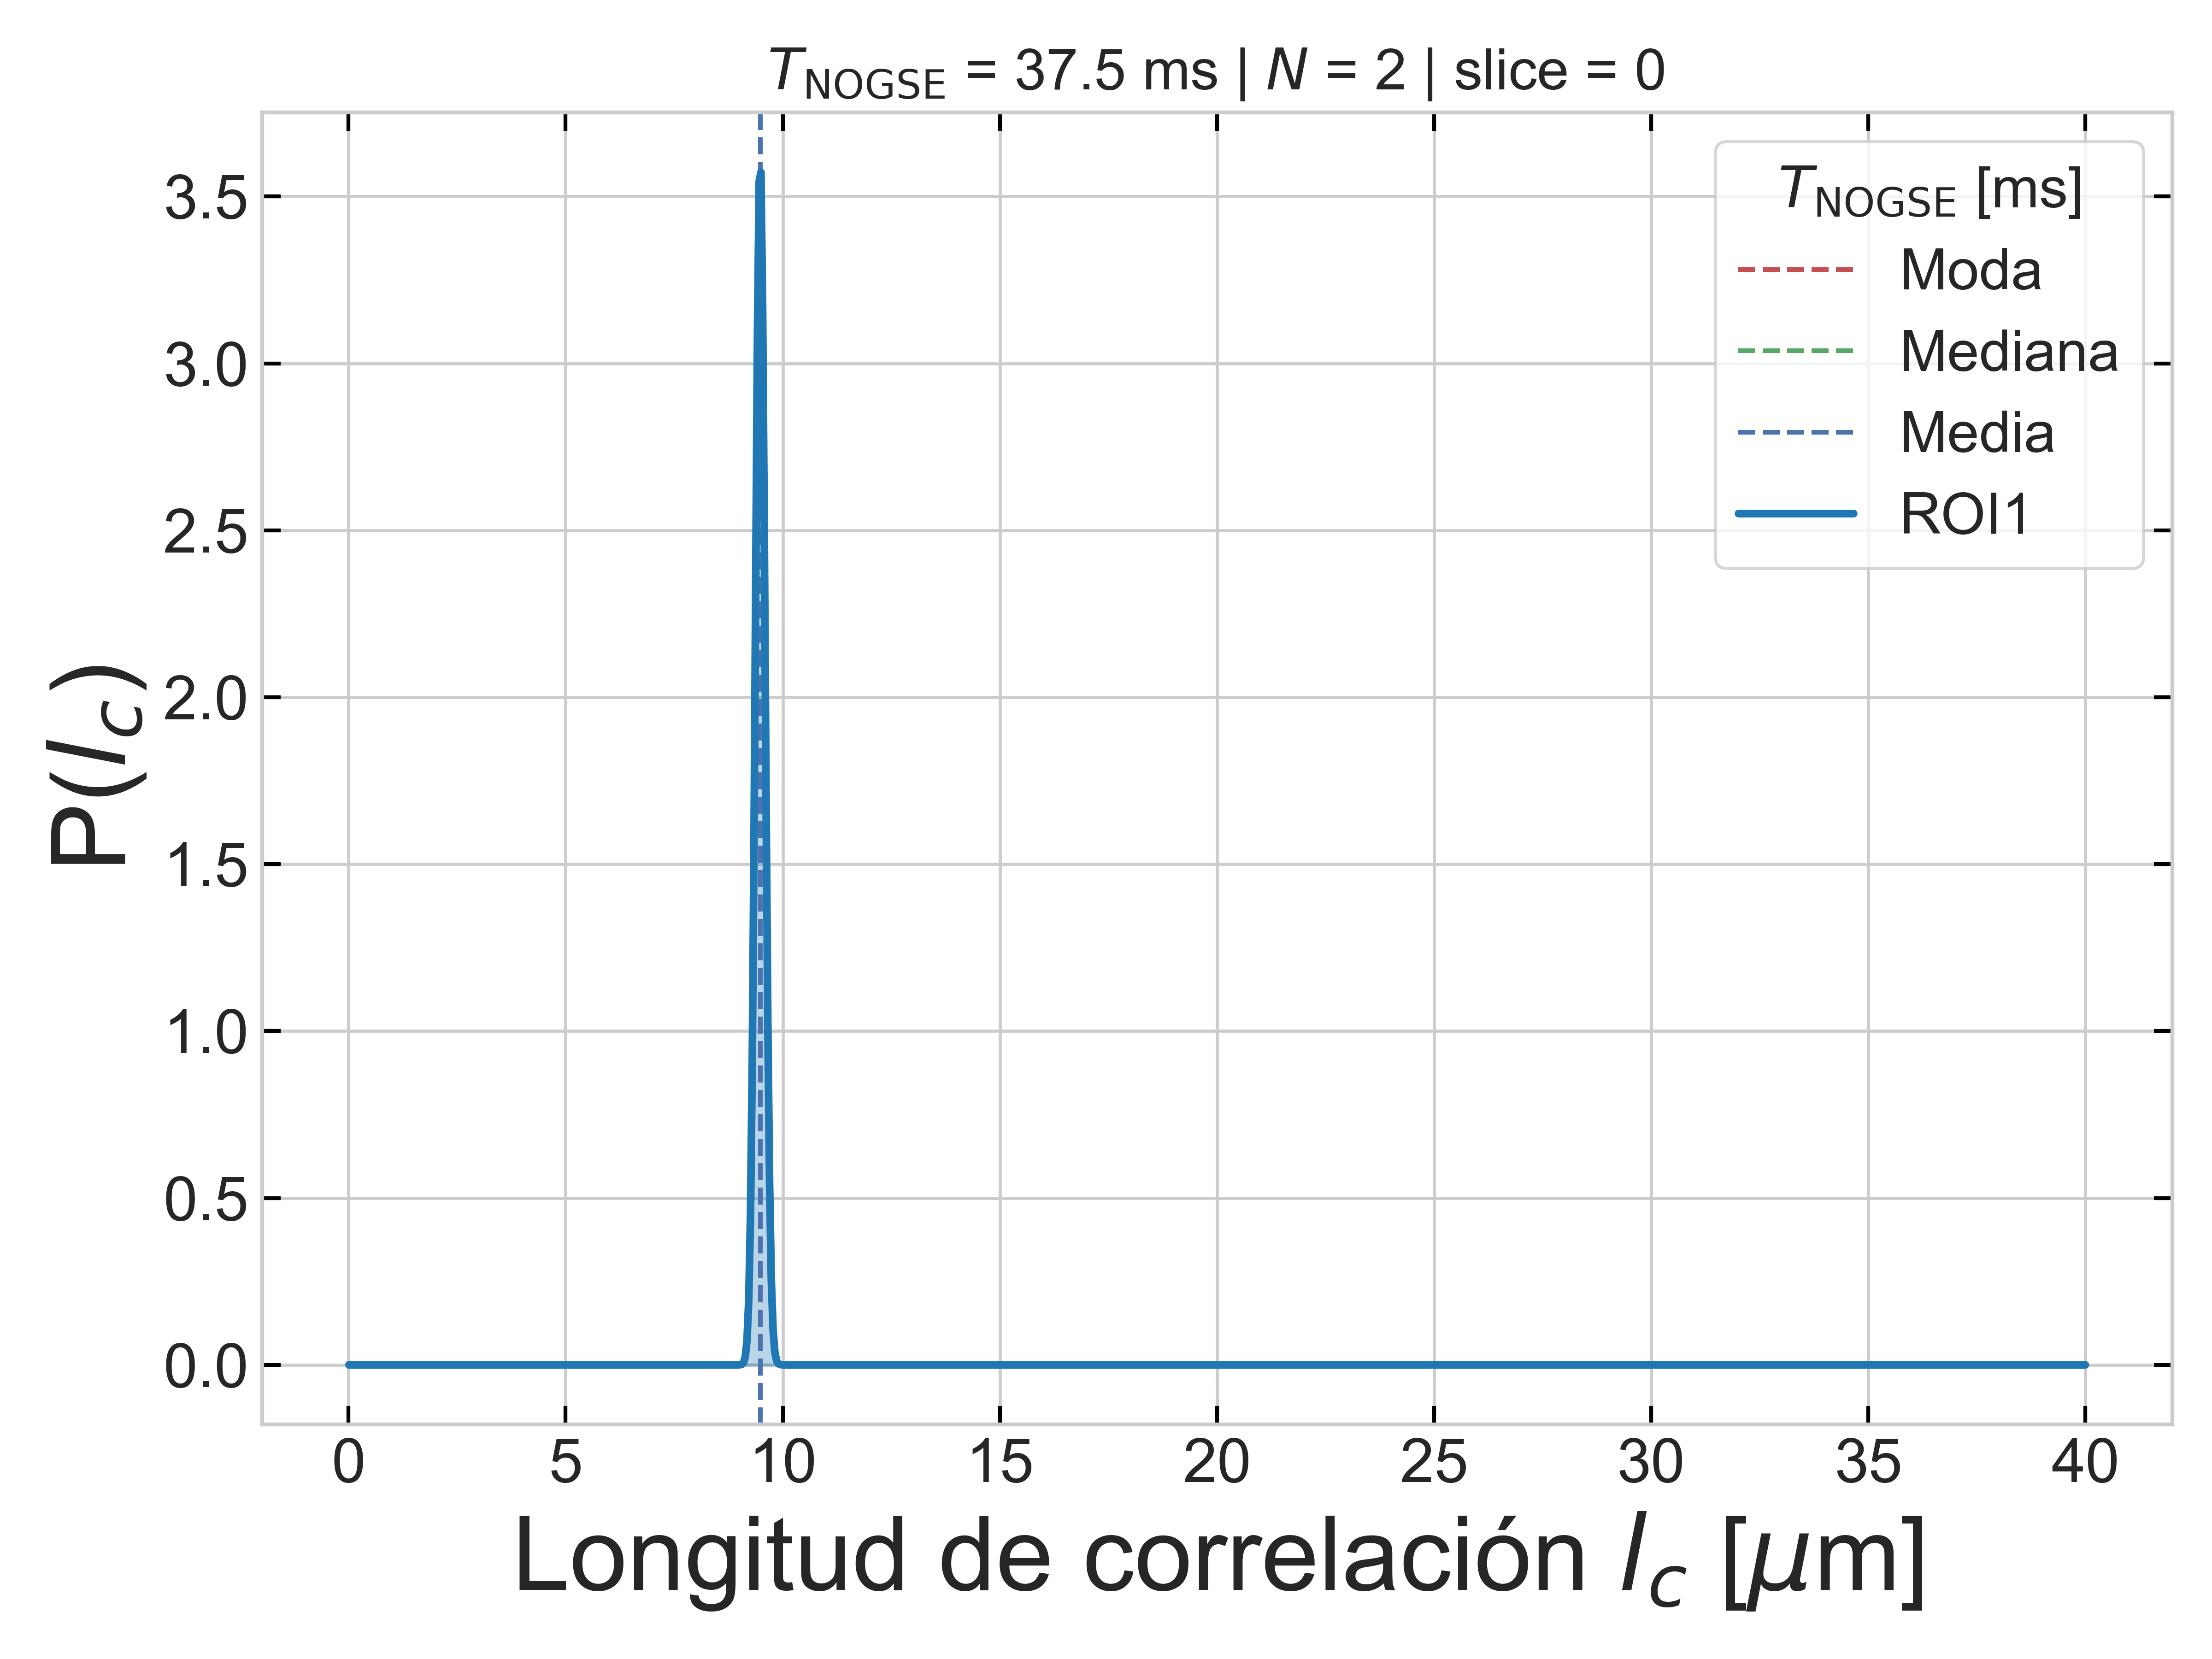 T_NOGSE = 37.5 ms | N = 2 | slice = 0
T_NOGSE [ms]
Moda
Mediana
Media
ROI1
P(l_c)
3.5
3.0
2.5
2.0
1.5
1.0
0.5
0.0
0 5 10 15 20 25 30 35 40
Longitud de correlación l_c [μm]